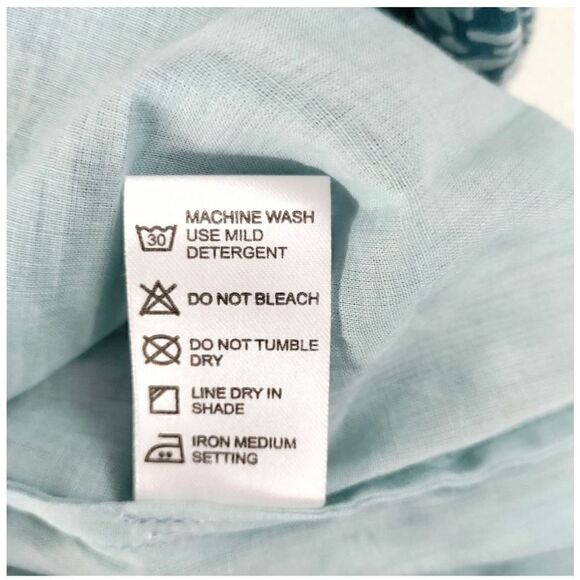 30
MACHINE WASH
USE MILD
DETERGENT
DO NOT BLEACH
DO NOT TUMBLE
DRY
LINE DRY IN
SHADE
IRON MEDIUM
SETTING